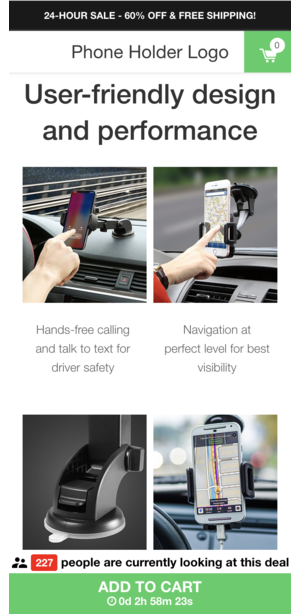 24-HOUR SALE - 60% OFF & FREE SHIPPING!
Phone Holder Logo
0
User-friendly design
and performance
Hands-free calling
and talk to text for
driver safety
Navigation at
perfect level for best
visibility
227 people are currently looking at this deal
ADD TO CART
0d 2h 58m 23s